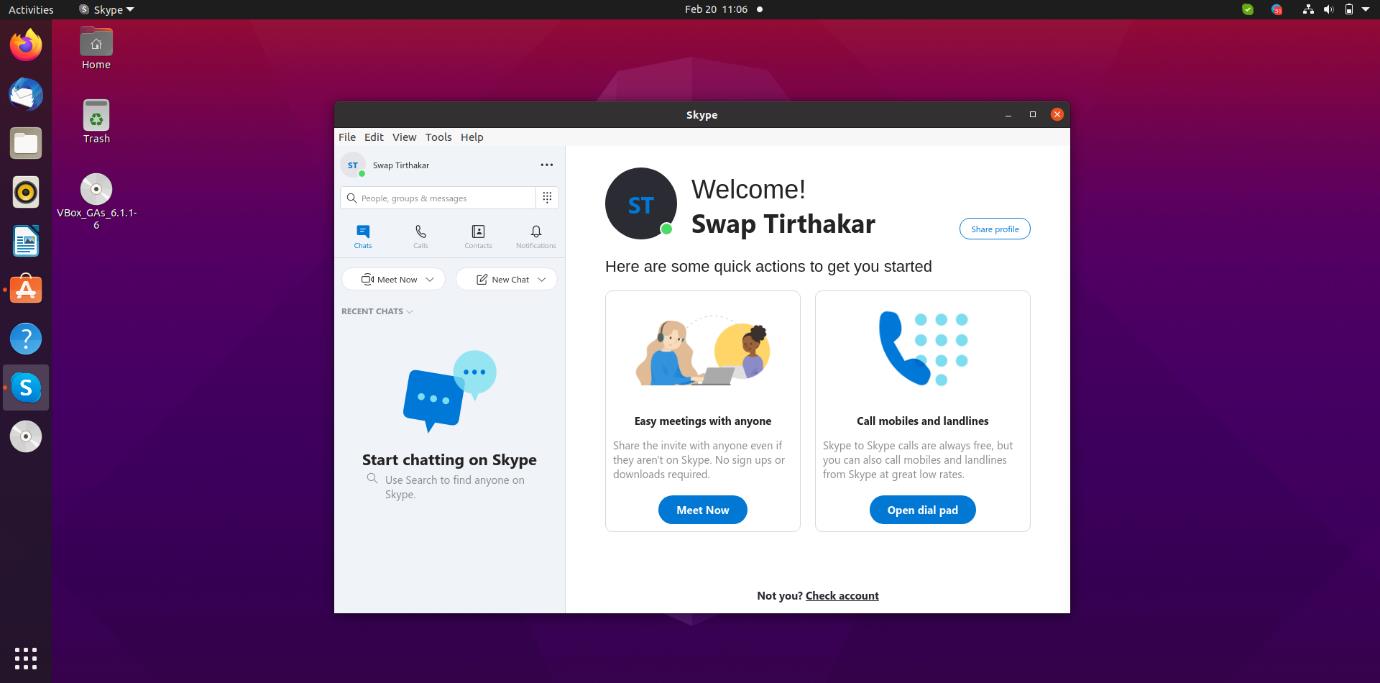 Activities
Skype
Feb 20 11:06
Home
Trash
VBox_GAs_6.1.1-
6
Skype
File Edit View Tools Help
ST
Swap Tirthakar
People, groups & messages
Chats
Calls
Contacts
Notifications
Meet Now
New Chat
RECENT CHATS
Start chatting on Skype
Use Search to find anyone on
Skype.
ST
Welcome!
Swap Tirthakar
Share profile
Here are some quick actions to get you started
Easy meetings with anyone
Share the invite with anyone even if
they aren't on Skype. No sign ups or
downloads required.
Meet Now
Call mobiles and landlines
Skype to Skype calls are always free, but
you can also call mobiles and landlines
from Skype at great low rates.
Open dial pad
Not you? Check account